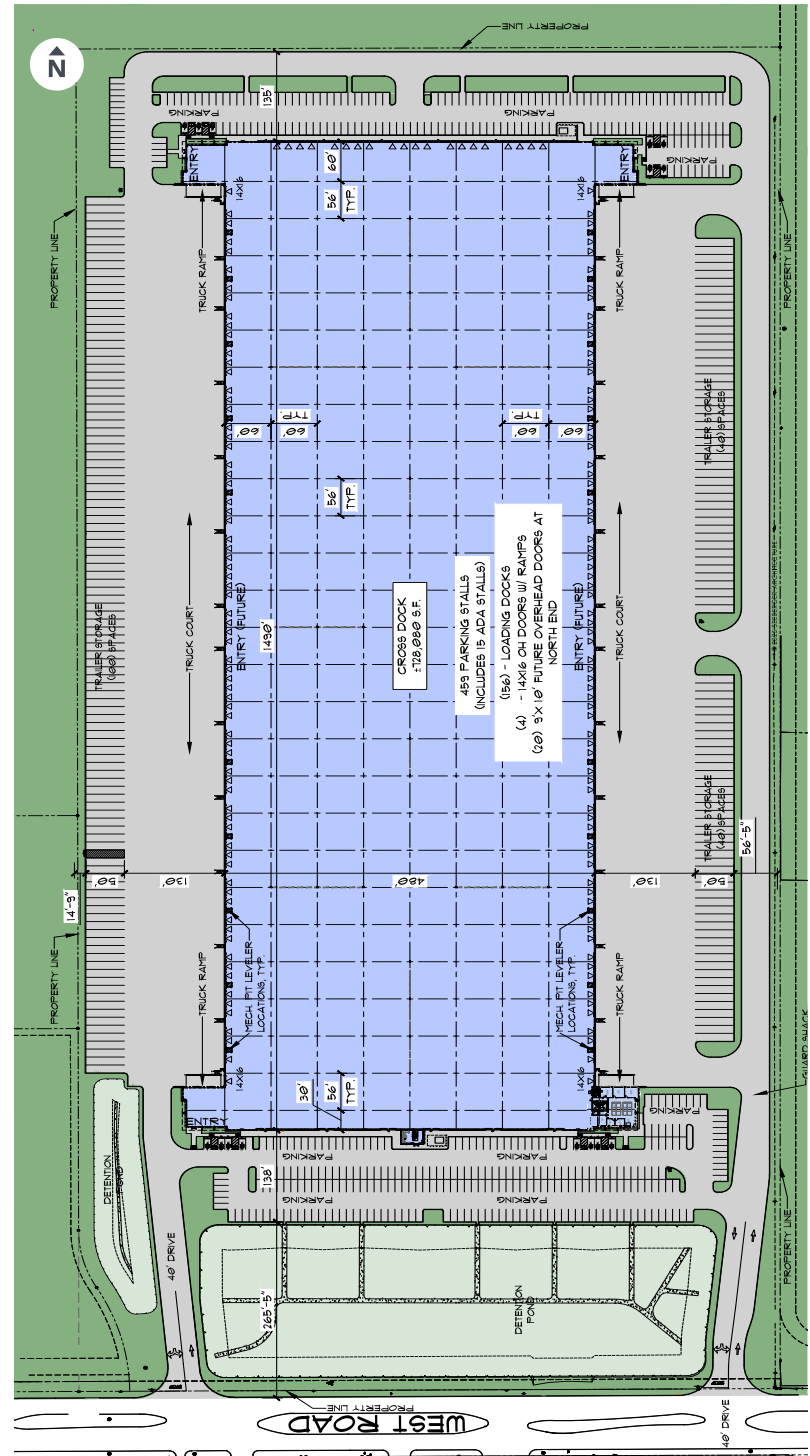 N
PROPERTY LINE
135'
PARKING
PARKING
PARKING
ENTRY
ENTRY
14X16
14X16
60'
56'
TYP.
PROPERTY LINE
PROPERTY LINE
TRUCK RAMP
TRUCK RAMP
60'
60'
TYP.
60'
TYP.
60'
TRAILER STORAGE
(40) SPACES
56'
TYP.
TRAILER STORAGE
(100) SPACES
TRUCK COURT
ENTRY (FUTURE)
1490'
CROSS DOCK
±728,080 S.F.
459 PARKING STALLS
(INCLUDES 15 ADA STALLS)
(156) - LOADING DOCKS
(4) - 14X16 OH DOORS W/ RAMPS
(20) 9'X10' FUTURE OVERHEAD DOORS AT
NORTH END
ENTRY (FUTURE)
TRUCK COURT
TRAILER STORAGE
(40) SPACES
56'-5"
14'-9"
50'
130'
480'
130'
50'
PROPERTY LINE
TRUCK RAMP
MECH. PIT LEVELER
LOCATIONS, TYP.
MECH. PIT LEVELER
LOCATIONS, TYP.
TRUCK RAMP
GUARD SHACK
14X16
14X16
30'
56'
TYP.
ENTRY
PARKING
DETENTION
POND
138'
PARKING
PARKING
PARKING
PARKING
40' DRIVE
265'-5"
DETENTION
POND
PROPERTY LINE
PROPERTY LINE
WEST ROAD
40' DRIVE